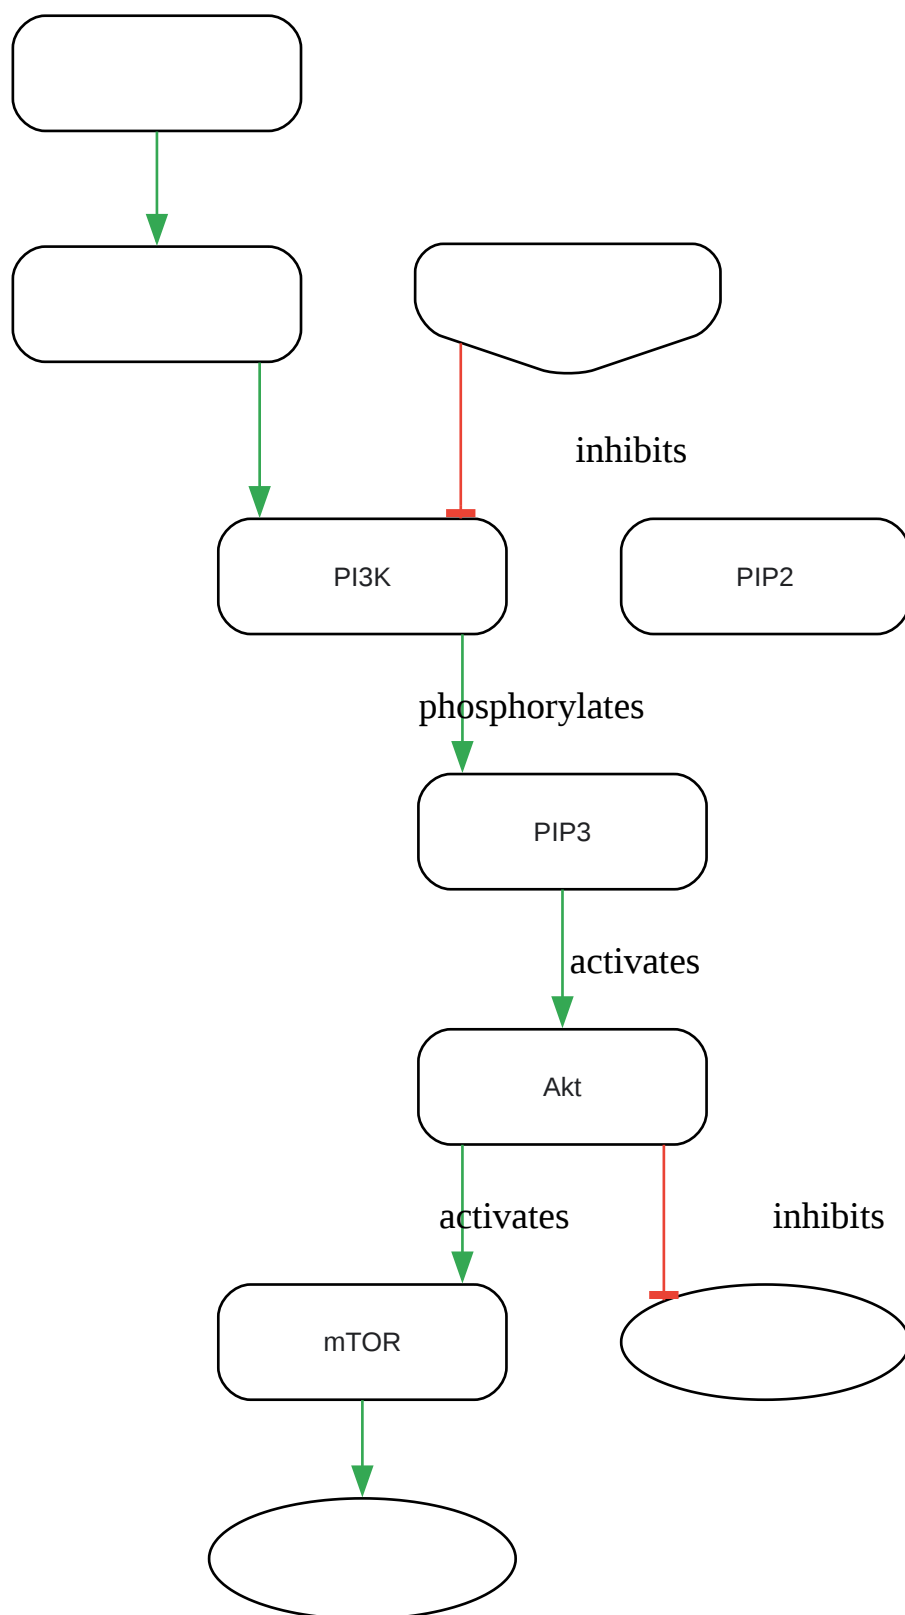 inhibits
PI3K
PIP2
phosphorylates
PIP3
activates
Akt
activates
inhibits
mTOR